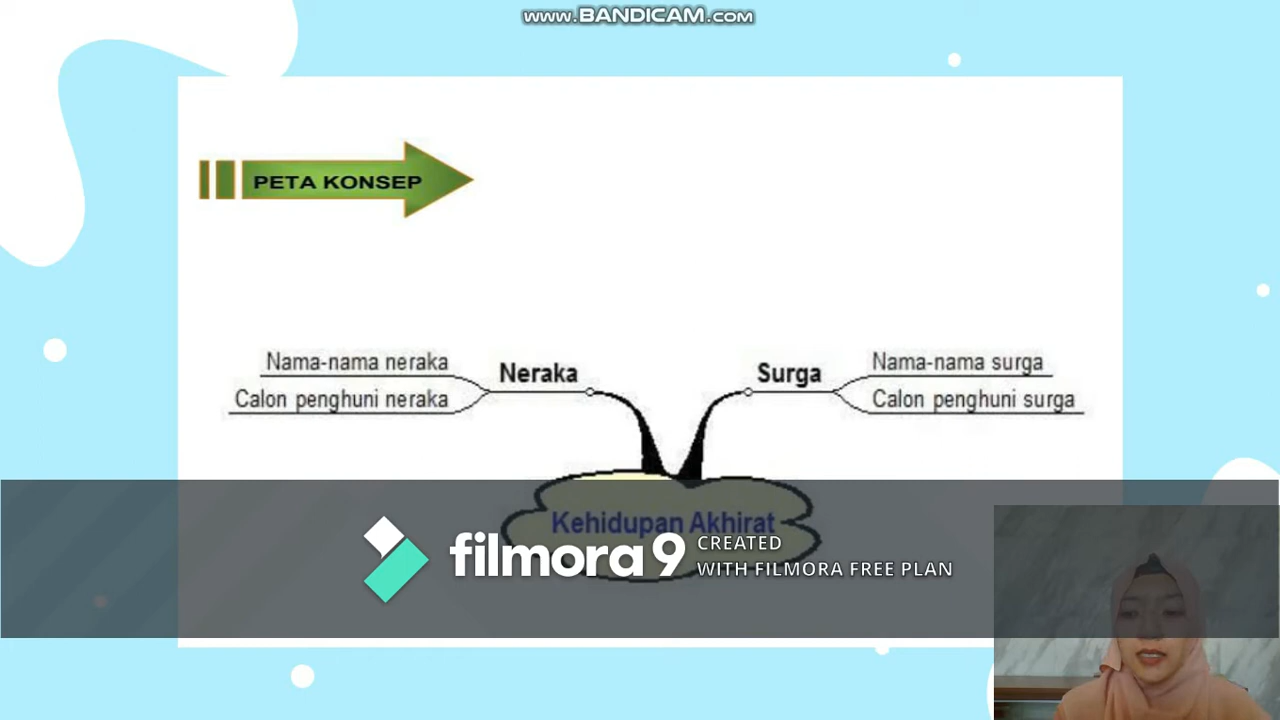 www.BANDICAM.com
PETA KONSEP
Nama-nama neraka
Neraka
Calon penghuni neraka
Surga
Nama-nama surga
Calon penghuni surga
Kehidupan Akhirat
filmora9
CREATED
WITH FILMORA FREE PLAN